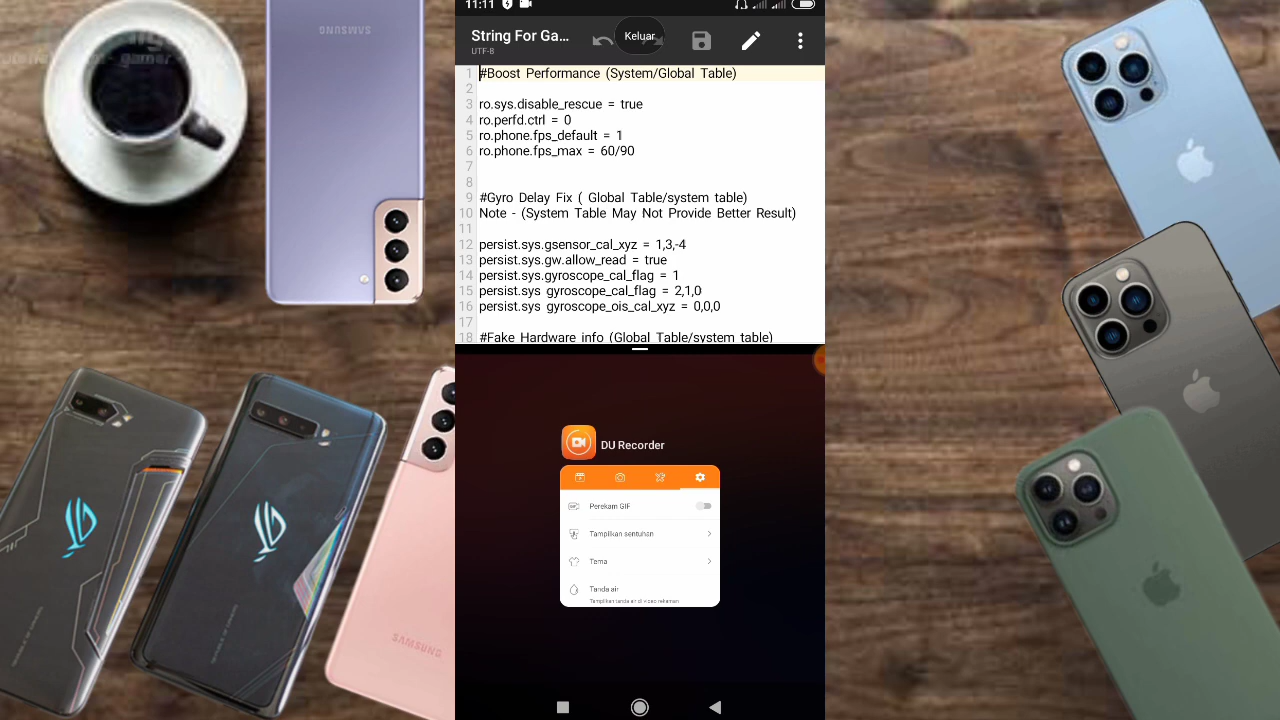 11:11
String For Ga...
UTF-8
Keluar
1 #Boost Performance (System/Global Table)
2
3 ro.sys.disable_rescue = true
4 ro.perfd.ctrl = 0
5 ro.phone.fps_default = 1
6 ro.phone.fps_max = 60/90
7
8
9 #Gyro Delay Fix ( Global Table/system table)
10 Note - (System Table May Not Provide Better Result)
11
12 persist.sys.gsensor_cal_xyz = 1,3,-4
13 persist.sys.gw.allow_read = true
14 persist.sys.gyroscope_cal_flag = 1
15 persist.sys gyroscope_cal_flag = 2,1,0
16 persist.sys gyroscope_ois_cal_xyz = 0,0,0
17
18 #Fake Hardware info (Global Table/system table)
DU Recorder
Perekam GIF
Tampilkan sentuhan
Tema
Tanda air
Tampilkan tanda air di video rekaman
SAMSUNG
SAMSUNG